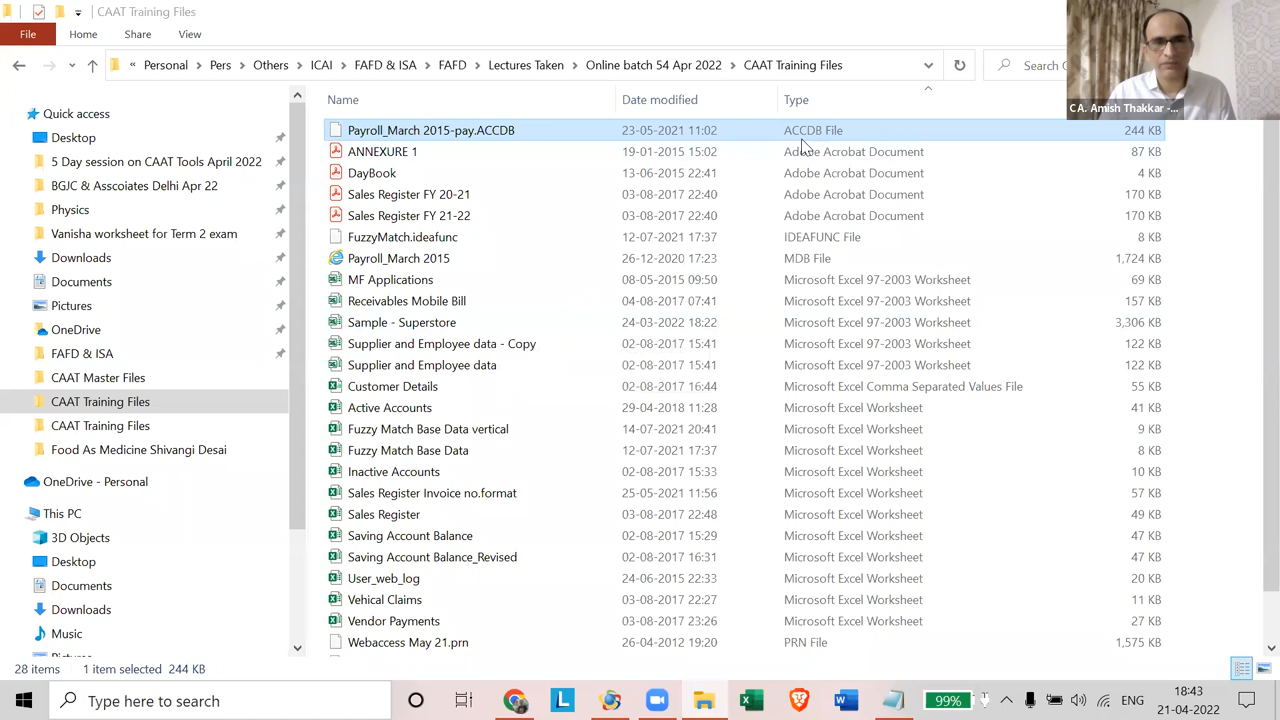 CAAT Training Files
File Home Share View
« Personal > Pers > Others > ICAI > FAFD & ISA > FAFD > Lectures Taken > Online batch 54 Apr 2022 > CAAT Training Files
Search
CA. Amish Thakkar -...
Name Date modified Type
Quick access
Desktop
5 Day session on CAAT Tools April 2022
BGJC & Asscoiates Delhi Apr 22
Physics
Vanisha worksheet for Term 2 exam
Downloads
Documents
Pictures
OneDrive
FAFD & ISA
CAAT Master Files
CAAT Training Files
CAAT Training Files
Food As Medicine Shivangi Desai
OneDrive - Personal
This PC
3D Objects
Desktop
Documents
Downloads
Music
Payroll_March 2015-pay.ACCDB 23-05-2021 11:02 ACCDB File 244 KB
ANNEXURE 1 19-01-2015 15:02 Adobe Acrobat Document 87 KB
DayBook 13-06-2015 22:41 Adobe Acrobat Document 4 KB
Sales Register FY 20-21 03-08-2017 22:40 Adobe Acrobat Document 170 KB
Sales Register FY 21-22 03-08-2017 22:40 Adobe Acrobat Document 170 KB
FuzzyMatch.ideafunc 12-07-2021 17:37 IDEAFUNC File 8 KB
Payroll_March 2015 26-12-2020 17:23 MDB File 1,724 KB
MF Applications 08-05-2015 09:50 Microsoft Excel 97-2003 Worksheet 69 KB
Receivables Mobile Bill 04-08-2017 07:41 Microsoft Excel 97-2003 Worksheet 157 KB
Sample - Superstore 24-03-2022 18:22 Microsoft Excel 97-2003 Worksheet 3,306 KB
Supplier and Employee data - Copy 02-08-2017 15:41 Microsoft Excel 97-2003 Worksheet 122 KB
Supplier and Employee data 02-08-2017 15:41 Microsoft Excel 97-2003 Worksheet 122 KB
Customer Details 02-08-2017 16:44 Microsoft Excel Comma Separated Values File 55 KB
Active Accounts 29-04-2018 11:28 Microsoft Excel Worksheet 41 KB
Fuzzy Match Base Data vertical 14-07-2021 20:41 Microsoft Excel Worksheet 9 KB
Fuzzy Match Base Data 12-07-2021 17:37 Microsoft Excel Worksheet 8 KB
Inactive Accounts 02-08-2017 15:33 Microsoft Excel Worksheet 10 KB
Sales Register Invoice no.format 25-05-2021 11:56 Microsoft Excel Worksheet 57 KB
Sales Register 03-08-2017 22:48 Microsoft Excel Worksheet 49 KB
Saving Account Balance 02-08-2017 15:29 Microsoft Excel Worksheet 47 KB
Saving Account Balance_Revised 02-08-2017 16:31 Microsoft Excel Worksheet 47 KB
User_web_log 24-06-2015 22:33 Microsoft Excel Worksheet 20 KB
Vehical Claims 03-08-2017 22:27 Microsoft Excel Worksheet 11 KB
Vendor Payments 03-08-2017 23:26 Microsoft Excel Worksheet 27 KB
Webaccess May 21.prn 26-04-2012 19:20 PRN File 1,575 KB
28 items 1 item selected 244 KB
Type here to search
99%
ENG
18:43
21-04-2022